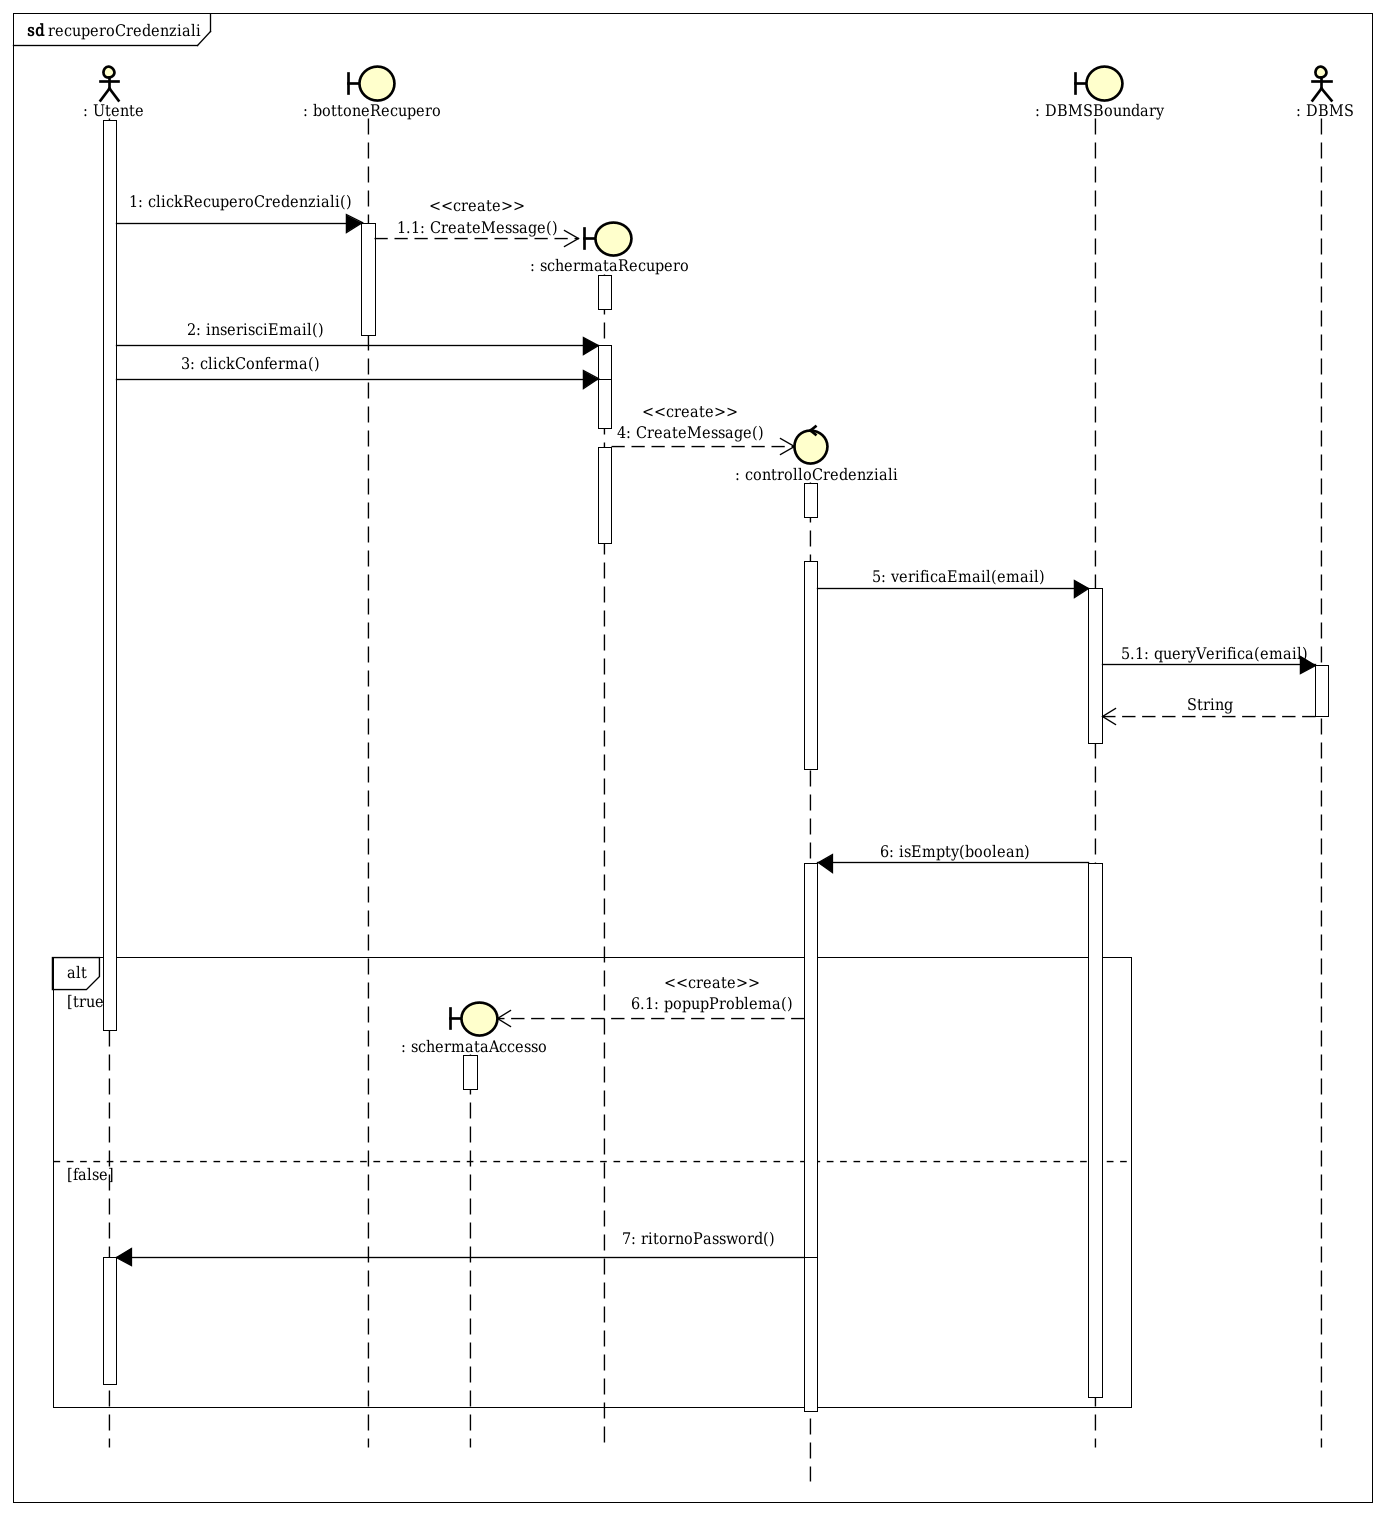 sd recuperoCredenziali
: Utente
: bottoneRecupero
: DBMSBoundary
: DBMS
1: clickRecuperoCredenziali()
<<create>>
1.1: CreateMessage()
: schermataRecupero
2: inserisciEmail()
3: clickConferma()
<<create>>
4: CreateMessage()
: controlloCredenziali
5: verificaEmail(email)
5.1: queryVerifica(email)
String
6: isEmpty(boolean)
alt
[true
<<create>>
6.1: popupProblema()
: schermataAccesso
[false]
7: ritornoPassword()